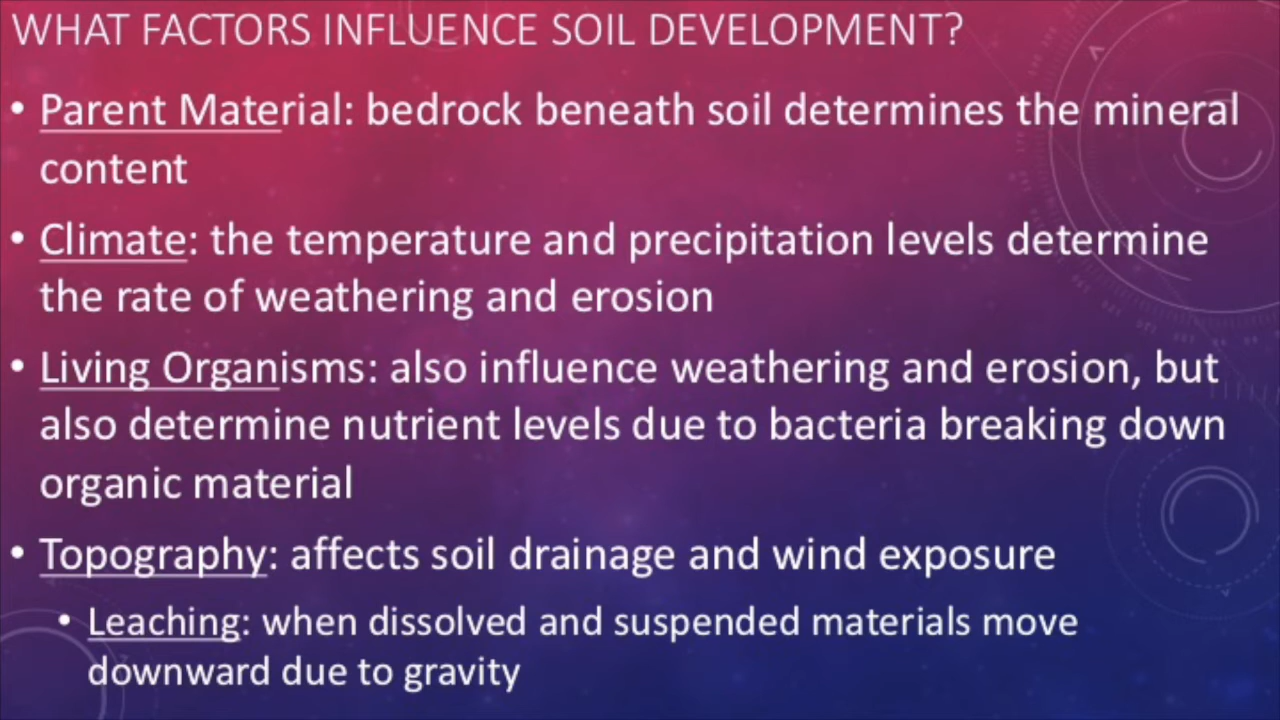 WHAT FACTORS INFLUENCE SOIL DEVELOPMENT?
• Parent Material: bedrock beneath soil determines the mineral
content
• Climate: the temperature and precipitation levels determine
the rate of weathering and erosion
• Living Organisms: also influence weathering and erosion, but
also determine nutrient levels due to bacteria breaking down
organic material
• Topography: affects soil drainage and wind exposure
• Leaching: when dissolved and suspended materials move
downward due to gravity